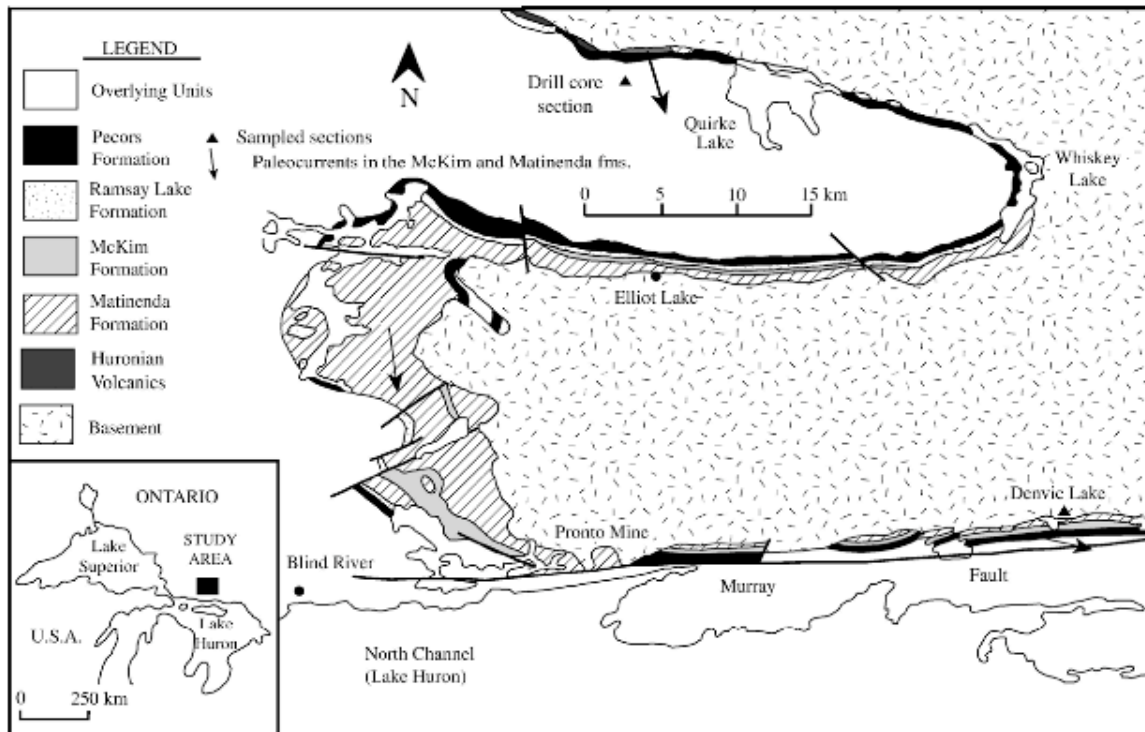 LEGEND
Overlying Units
Pecors
Formation
Ramsay Lake
Formation
McKim
Formation
Matinenda
Formation
Huronian
Volcanics
Basement
Sampled sections
Paleocurrents in the McKim and Matinenda fms.
N
Drill core
section
Quirke
Lake
Whiskey
Lake
0 5 10 15 km
Elliot Lake
Denvic Lake
Pronto Mine
Blind River
Murray
Fault
North Channel
(Lake Huron)
ONTARIO
STUDY
AREA
Lake
Superior
U.S.A.
Lake
Huron
0 250 km